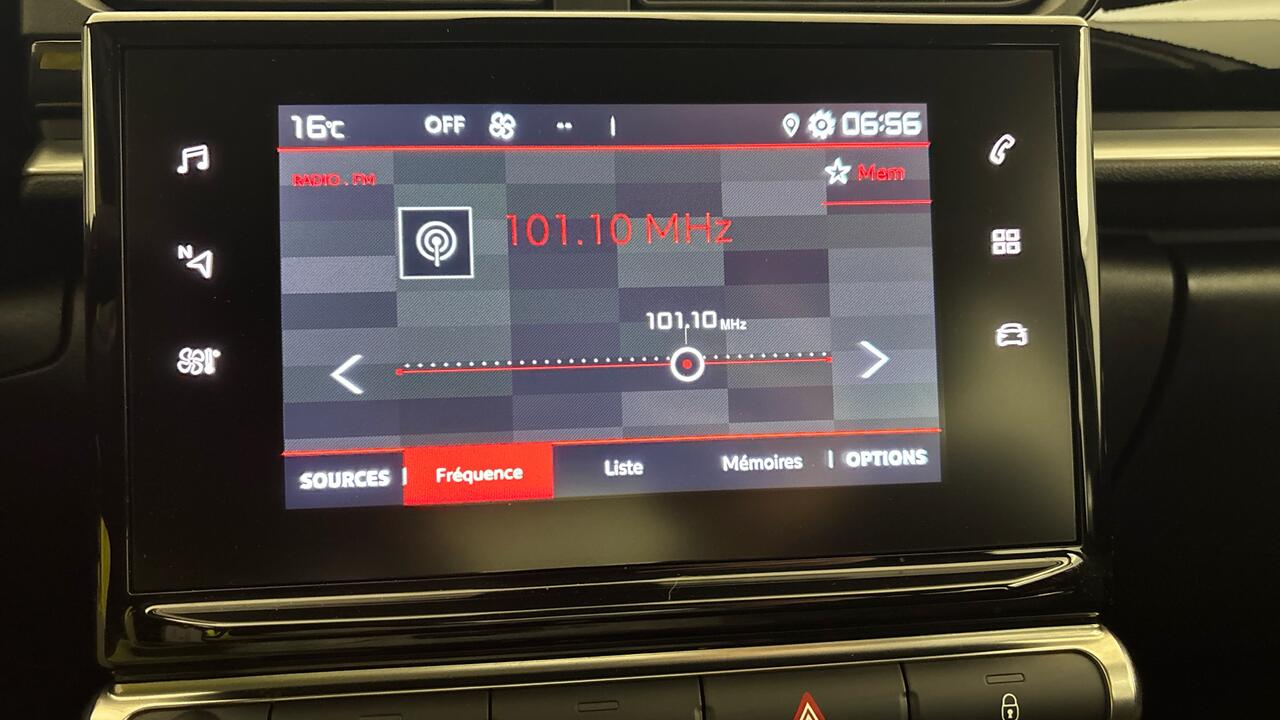 16°C OFF 06:56
RADIO . FM
Mem
101.10 MHz
101.10 MHz
N
SOURCES Fréquence Liste Mémoires OPTIONS